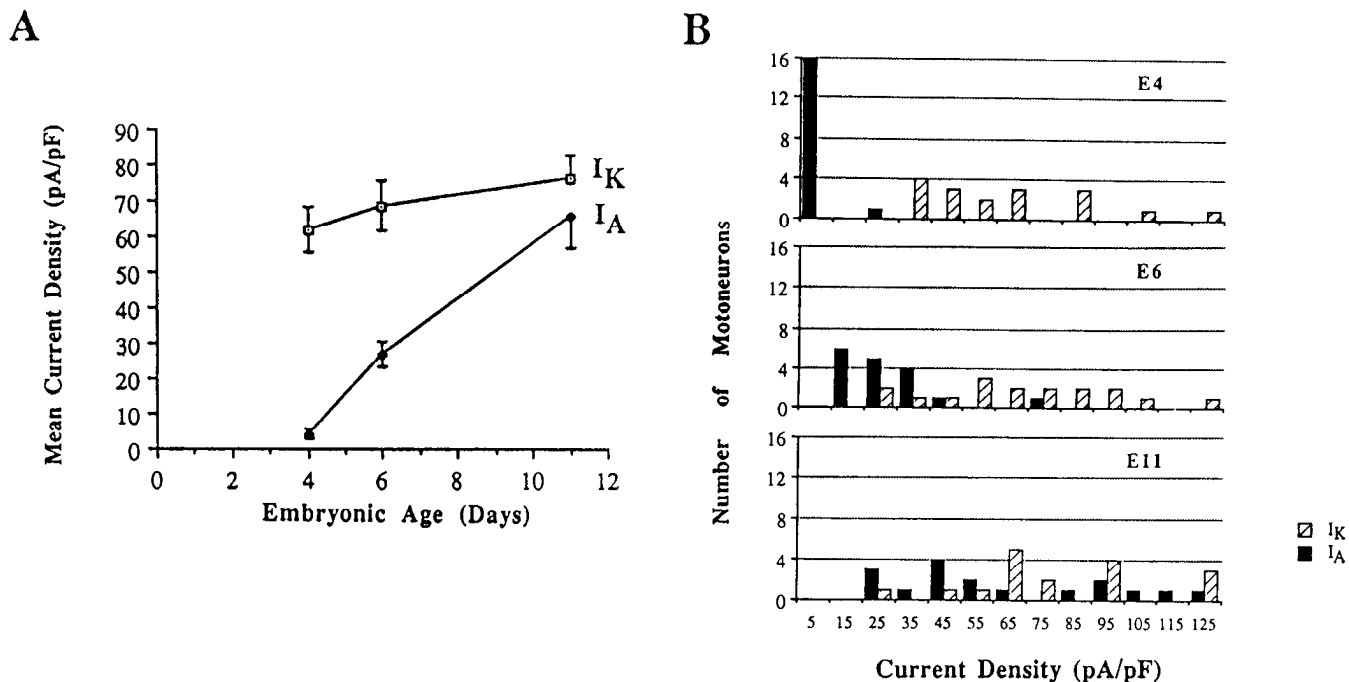 A
Mean Current Density (pA/pF)
90
80
70
60
50
40
30
20
10
0
0 2 4 6 8 10 12
Embryonic Age (Days)
I_K
I_A
B
Number of Motoneurons
16
12
8
4
0
E4
16
12
8
4
0
E6
16
12
8
4
0
E11
5 15 25 35 45 55 65 75 85 95 105 115 125
Current Density (pA/pF)
I_K
I_A